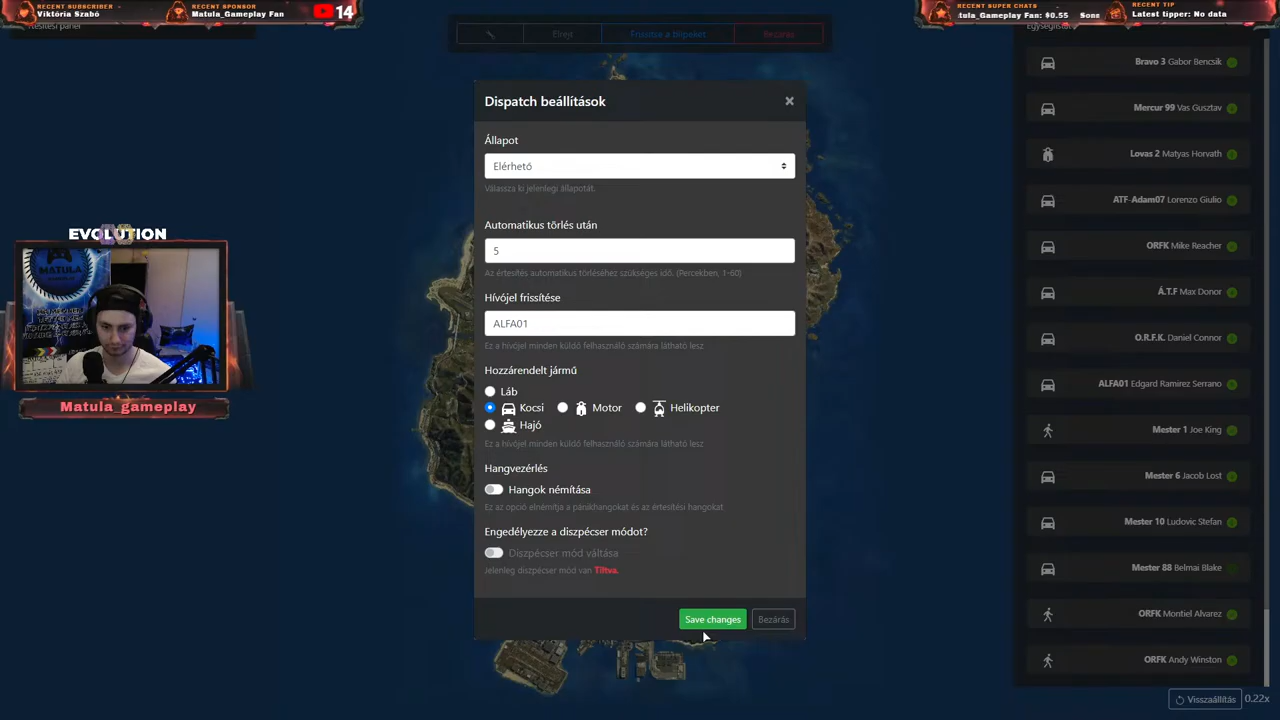 RECENT SUBSCRIBER -
Viktória Szabó
RECENT SPONSOR
Matula_Gameplay Fan
14
RECENT SUPER CHATS
Matula_Gameplay Fan: $0.55
RECENT TIP
Latest tipper: No data
Elrejt
Frissítse a blipeket
Bezárás
Dispatch beállítások
×
Állapot
Elérhető
Válassza ki jelenlegi állapotát.
Automatikus törlés után
5
Az értesítés automatikus törléséhez szükséges idő. (Percekben, 1-60)
Hívójel frissítése
ALFA01
Ez a hívójel minden küldő felhasználó számára látható lesz
Hozzárendelt jármű
Láb
Kocsi Motor Helikopter
Hajó
Ez a hívójel minden küldő felhasználó számára látható lesz
Hangvezérlés
Hangok némítása
Ez az opció elnémítja a pánikhangokat és az értesítési hangokat.
Engedélyezze a diszpécser módot?
Diszpécser mód váltása
Jelenleg diszpécser mód van Tiltva.
Save changes
Bezárás
EVOLUTION
MATULA
Matula_gameplay
Bravo 3 Gabor Bencsik
Mercur 99 Vas Gusztav
Lovas 2 Matyas Horvath
ATF-Adam07 Lorenzo Giulio
ORFK Mike Reacher
Á.T.F Max Donor
O.R.F.K. Daniel Connor
ALFA01 Edgard Ramirez Serrano
Mester 1 Joe King
Mester 6 Jacob Lost
Mester 10 Ludovic Stefan
Mester 88 Belmai Blake
ORFK Montiel Alvarez
ORFK Andy Winston
Visszaállítás
0.22x